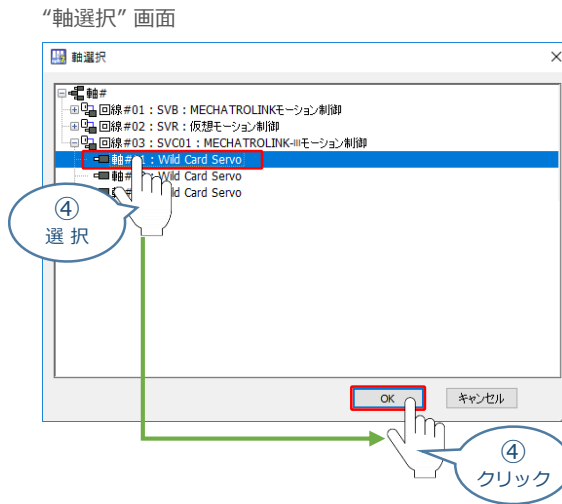 “軸選択” 画面
軸選択
軸#
回線#01 : SVB : MECHATROLINKモーション制御
回線#02 : SVR : 仮想モーション制御
回線#03 : SVC01 : MECHATROLINK-IIIモーション制御
軸#01 : Wild Card Servo
軸# : Wild Card Servo
軸# ld Card Servo
④
選 択
OK
キャンセル
④
クリック